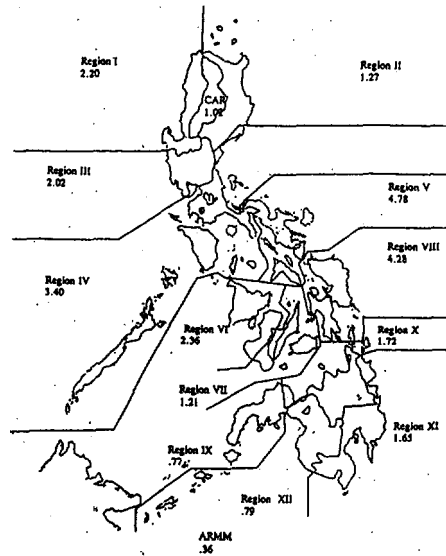 Region I
2.20
Region II
1.27
CAR
Region III
2.02
Region V
4.78
Region VIII
4.28
Region IV
3.40
Region VI
2.36
Region X
1.72
Region VII
1.21
Region XI
1.65
Region IX
.77
Region XII
.79
ARMM
.36